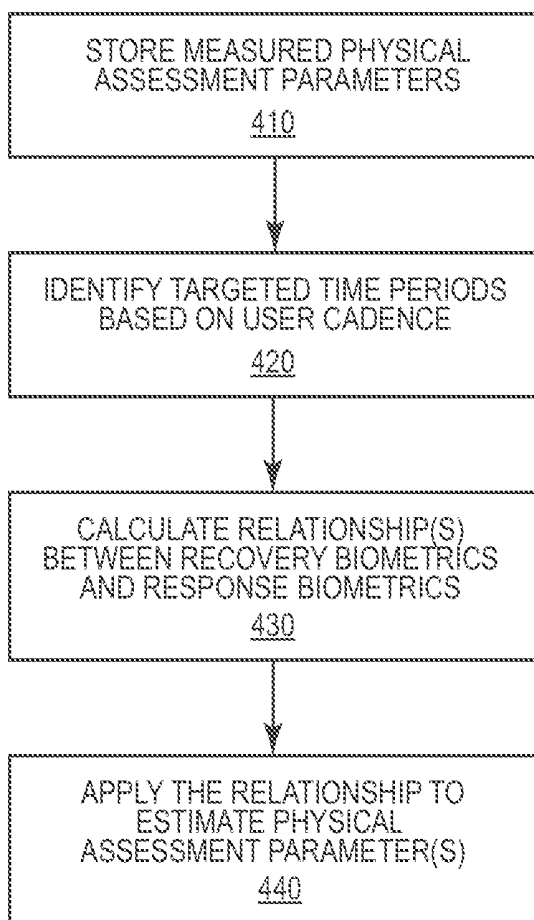 STORE MEASURED PHYSICAL
ASSESSMENT PARAMETERS
410
IDENTIFY TARGETED TIME PERIODS
BASED ON USER CADENCE
420
CALCULATE RELATIONSHIP(S)
BETWEEN RECOVERY BIOMETRICS
AND RESPONSE BIOMETRICS
430
APPLY THE RELATIONSHIP TO
ESTIMATE PHYSICAL
ASSESSMENT PARAMETER(S)
440